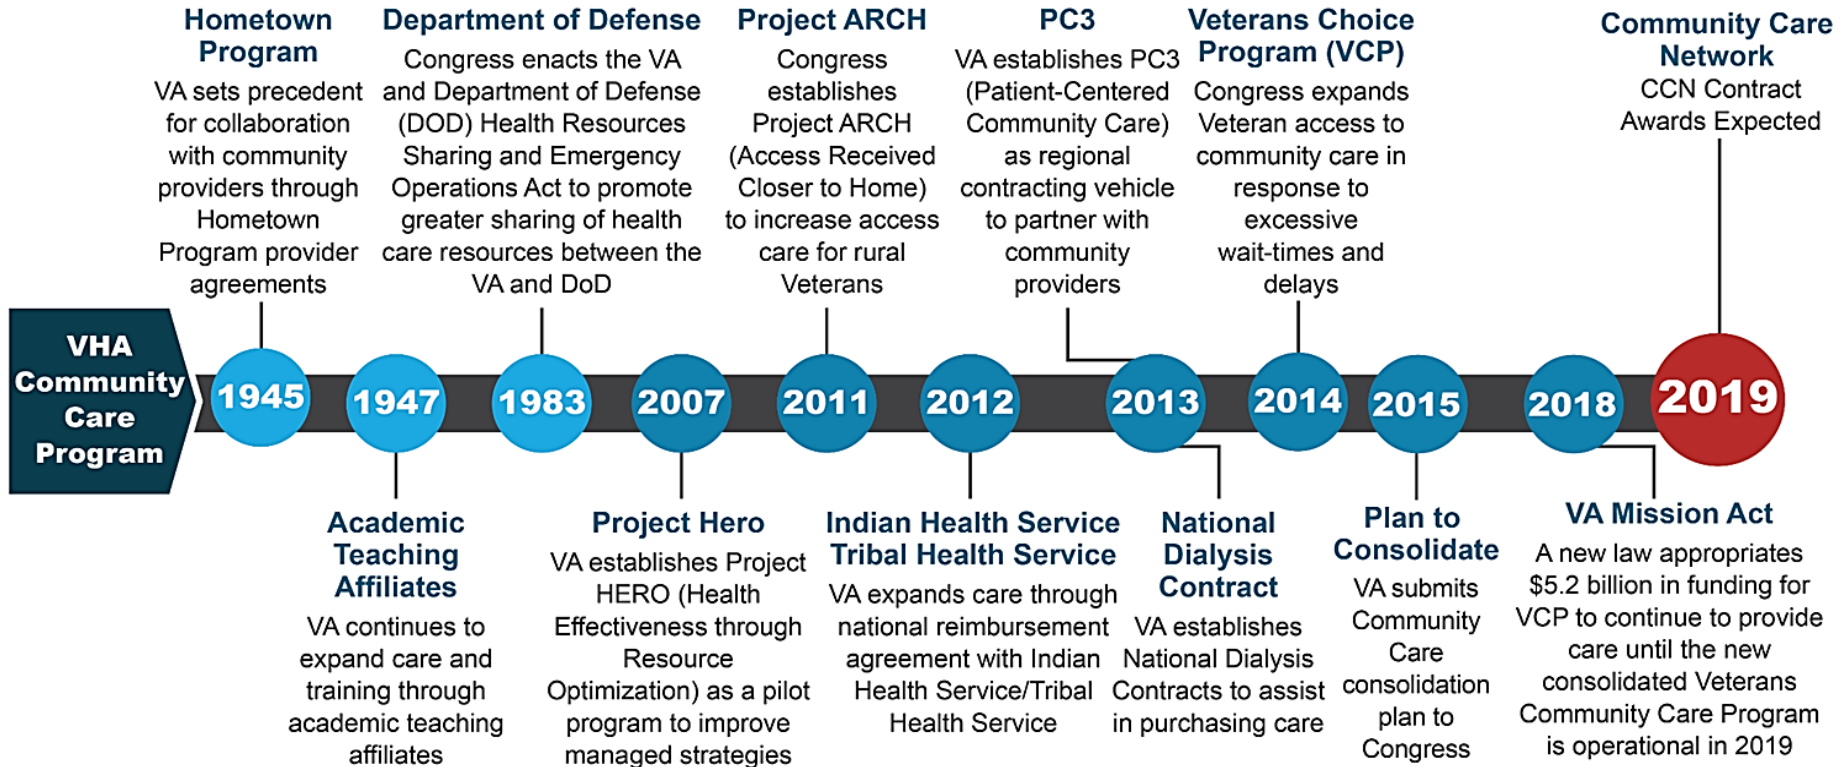 Hometown
Program
VA sets precedent
for collaboration
with community
providers through
Hometown
Program provider
agreements
Department of Defense
Congress enacts the VA
and Department of Defense
(DOD) Health Resources
Sharing and Emergency
Operations Act to promote
greater sharing of health
care resources between the
VA and DoD
Project ARCH
Congress
establishes
Project ARCH
(Access Received
Closer to Home)
to increase access
care for rural
Veterans
PC3
VA establishes PC3
(Patient-Centered
Community Care)
as regional
contracting vehicle
to partner with
community
providers
Veterans Choice
Program (VCP)
Congress expands
Veteran access to
community care in
response to
excessive
wait-times and
delays
Community Care
Network
CCN Contract
Awards Expected
VHA
Community
Care
Program
1945
1947
1983
2007
2011
2012
2013
2014
2015
2018
2019
Academic
Teaching
Affiliates
VA continues to
expand care and
training through
academic teaching
affiliates
Project Hero
VA establishes Project
HERO (Health
Effectiveness through
Resource
Optimization) as a pilot
program to improve
managed strategies
Indian Health Service
Tribal Health Service
VA expands care through
national reimbursement
agreement with Indian
Health Service/Tribal
Health Service
National
Dialysis
Contract
VA establishes
National Dialysis
Contracts to assist
in purchasing care
Plan to
Consolidate
VA submits
Community
Care
consolidation
plan to
Congress
VA Mission Act
A new law appropriates
$5.2 billion in funding for
VCP to continue to provide
care until the new
consolidated Veterans
Community Care Program
is operational in 2019